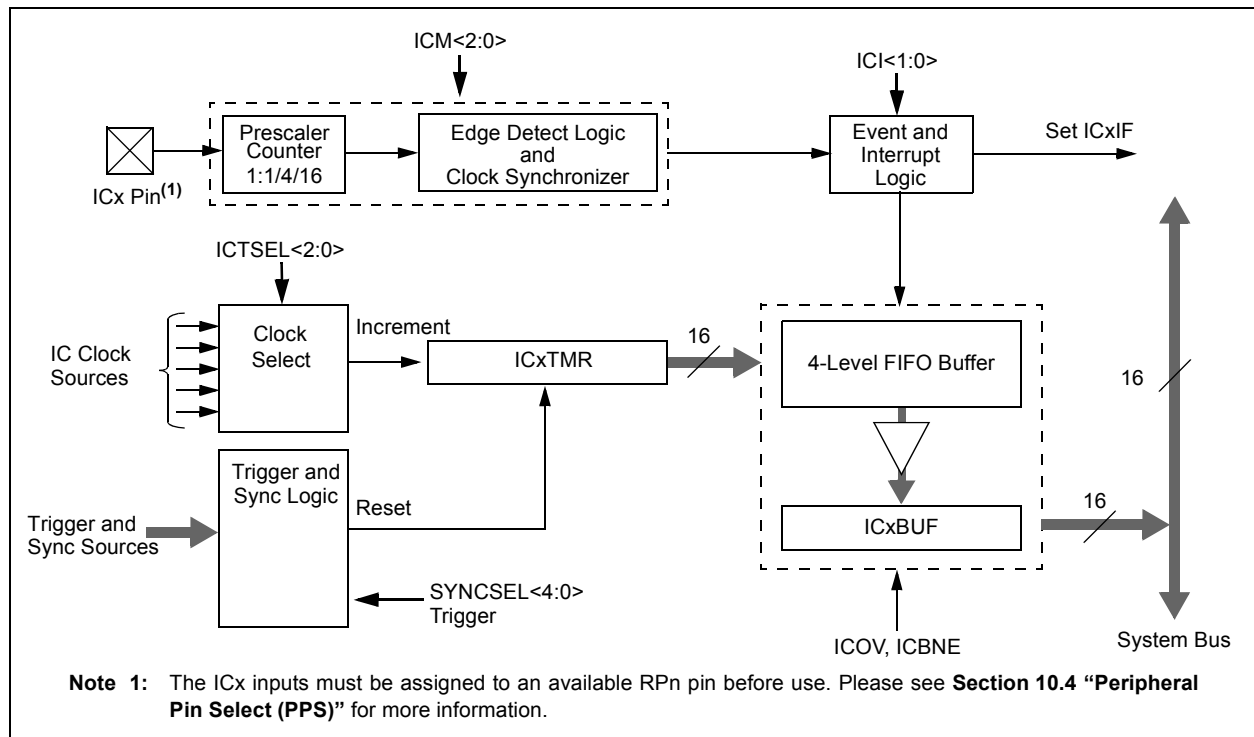 ICM<2:0>
ICI<1:0>
Prescaler
Counter
1:1/4/16
Edge Detect Logic
and
Clock Synchronizer
Event and
Interrupt
Logic
Set ICxIF
ICx Pin(1)
ICTSEL<2:0>
IC Clock
Sources
Clock
Select
Increment
ICxTMR
16
4-Level FIFO Buffer
16
Trigger and
Sync Logic
Reset
Trigger and
Sync Sources
ICxBUF
16
SYNCSEL<4:0>
Trigger
ICOV, ICBNE
System Bus
Note 1: The ICx inputs must be assigned to an available RPn pin before use. Please see Section 10.4 “Peripheral
Pin Select (PPS)” for more information.